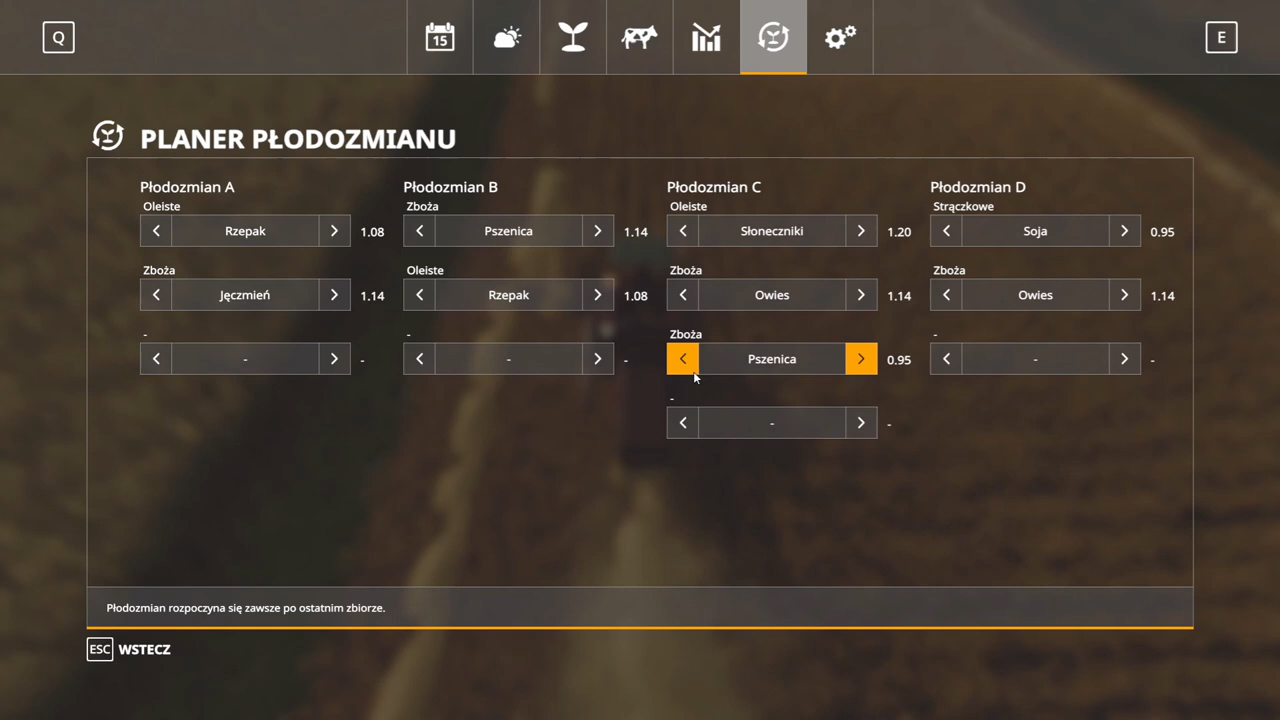 Q
15
E
PLANER PŁODOZMIANU
Płodozmian A
Oleiste
Rzepak 1.08
Zboża
Jęczmień 1.14
-
- -
Płodozmian B
Zboża
Pszenica 1.14
Oleiste
Rzepak 1.08
-
- -
Płodozmian C
Oleiste
Słoneczniki 1.20
Zboża
Owies 1.14
Zboża
Pszenica 0.95
-
- -
Płodozmian D
Strączkowe
Soja 0.95
Zboża
Owies 1.14
-
- -
Płodozmian rozpoczyna się zawsze po ostatnim zbiorze.
ESC WSTECZ